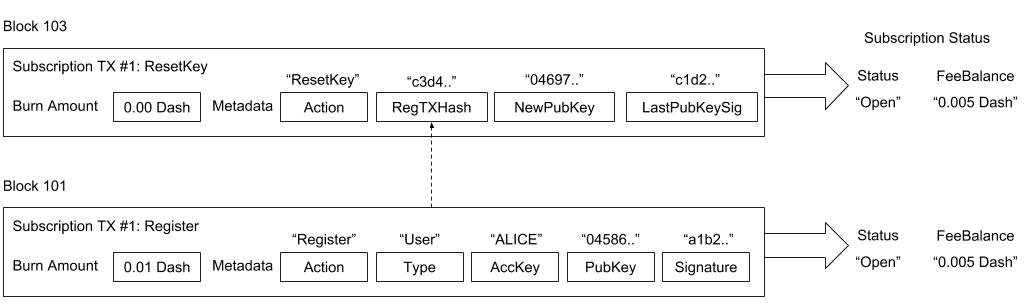 Block 103
Subscription Status
Subscription TX #1: ResetKey
“ResetKey” “c3d4..” “04697..” “c1d2..” Status FeeBalance
Burn Amount 0.00 Dash Metadata Action RegTXHash NewPubKey LastPubKeySig “Open” “0.005 Dash”
Block 101
Subscription TX #1: Register
“Register” “User” “ALICE” “04586..” “a1b2..” Status FeeBalance
Burn Amount 0.01 Dash Metadata Action Type AccKey PubKey Signature “Open” “0.005 Dash”